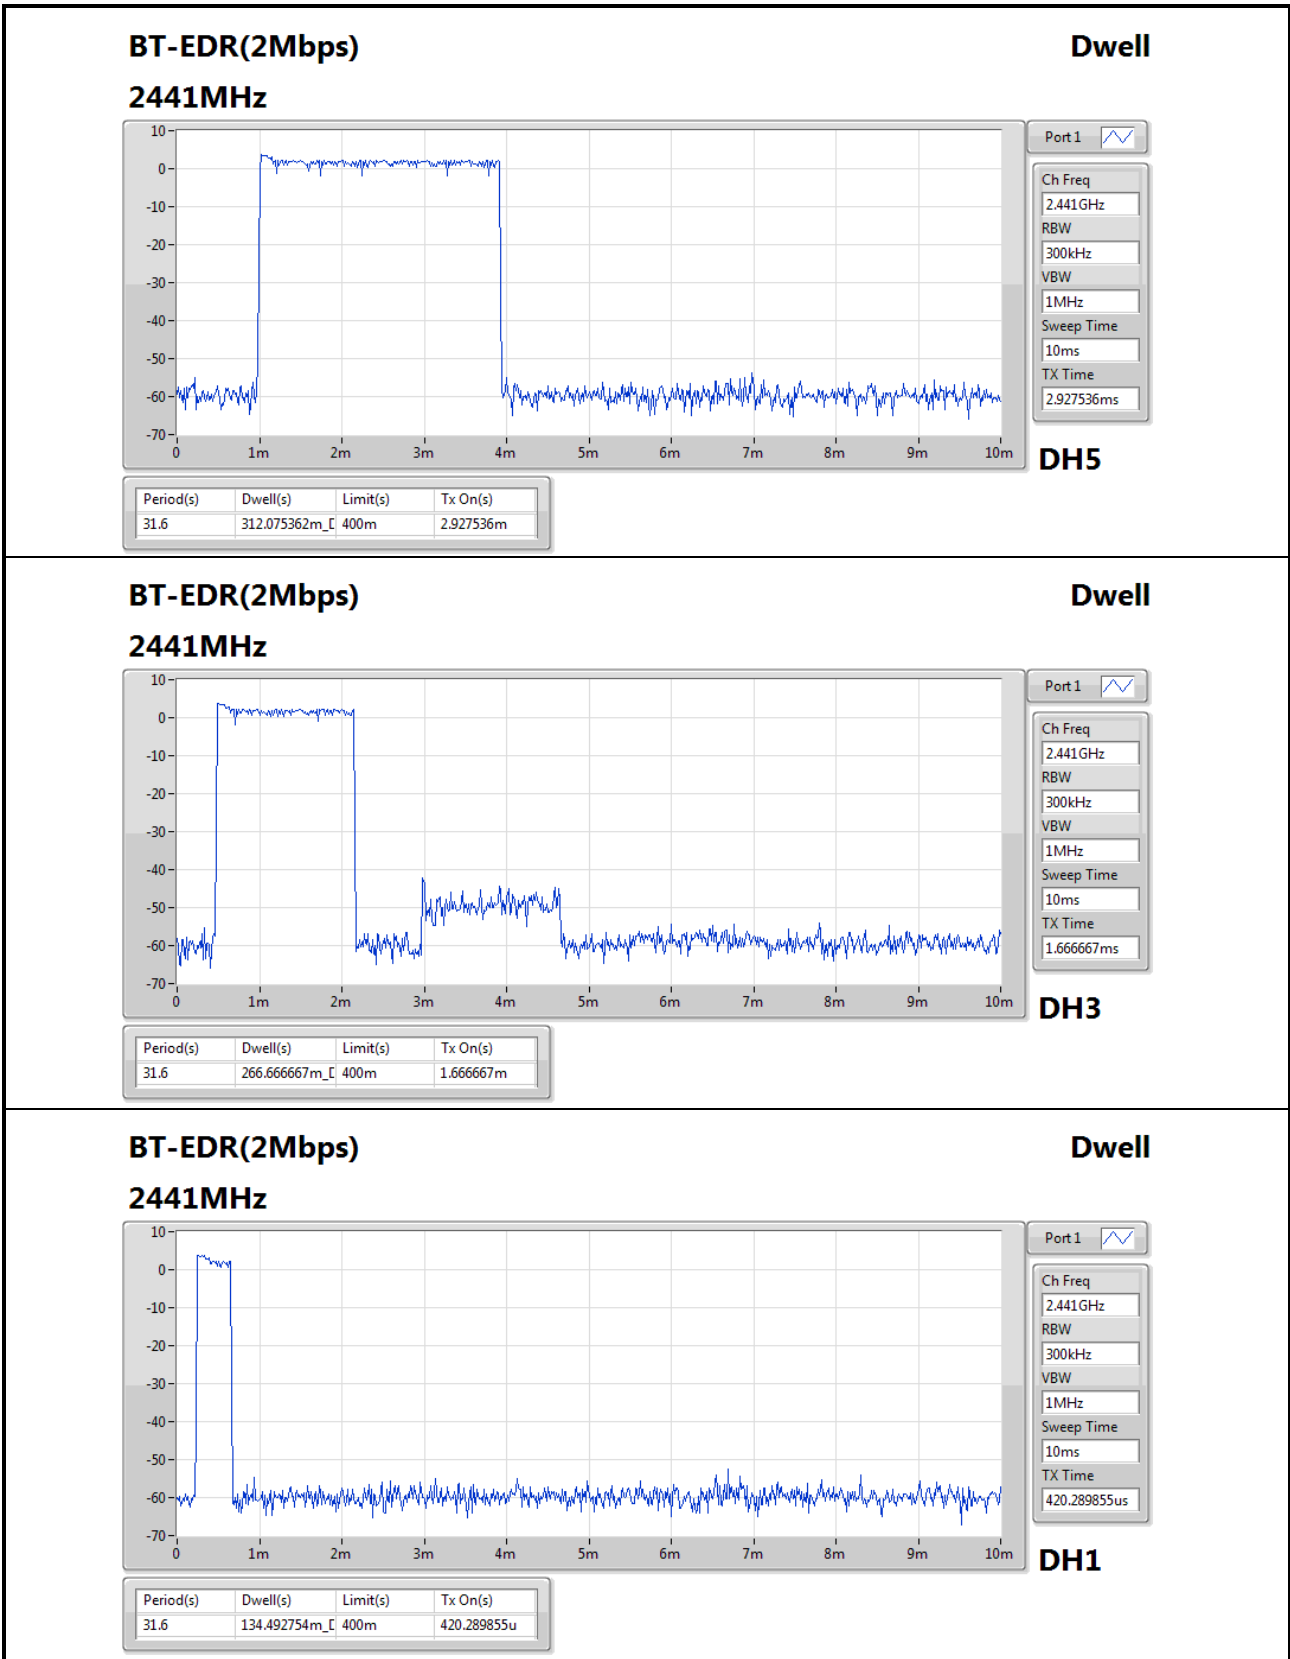 BT-EDR(2Mbps) Dwell
2441MHz
10
0
-10
-20
-30
-40
-50
-60
-70
0 1m 2m 3m 4m 5m 6m 7m 8m 9m 10m
Port 1
Ch Freq
2.441GHz
RBW
300kHz
VBW
1MHz
Sweep Time
10ms
TX Time
2.927536ms
DH5
Period(s) Dwell(s) Limit(s) Tx On(s)
31.6 312.075362m_D 400m 2.927536m
BT-EDR(2Mbps) Dwell
2441MHz
10
0
-10
-20
-30
-40
-50
-60
-70
0 1m 2m 3m 4m 5m 6m 7m 8m 9m 10m
Port 1
Ch Freq
2.441GHz
RBW
300kHz
VBW
1MHz
Sweep Time
10ms
TX Time
1.666667ms
DH3
Period(s) Dwell(s) Limit(s) Tx On(s)
31.6 266.666667m_D 400m 1.666667m
BT-EDR(2Mbps) Dwell
2441MHz
10
0
-10
-20
-30
-40
-50
-60
-70
0 1m 2m 3m 4m 5m 6m 7m 8m 9m 10m
Port 1
Ch Freq
2.441GHz
RBW
300kHz
VBW
1MHz
Sweep Time
10ms
TX Time
420.289855us
DH1
Period(s) Dwell(s) Limit(s) Tx On(s)
31.6 134.492754m_D 400m 420.289855u